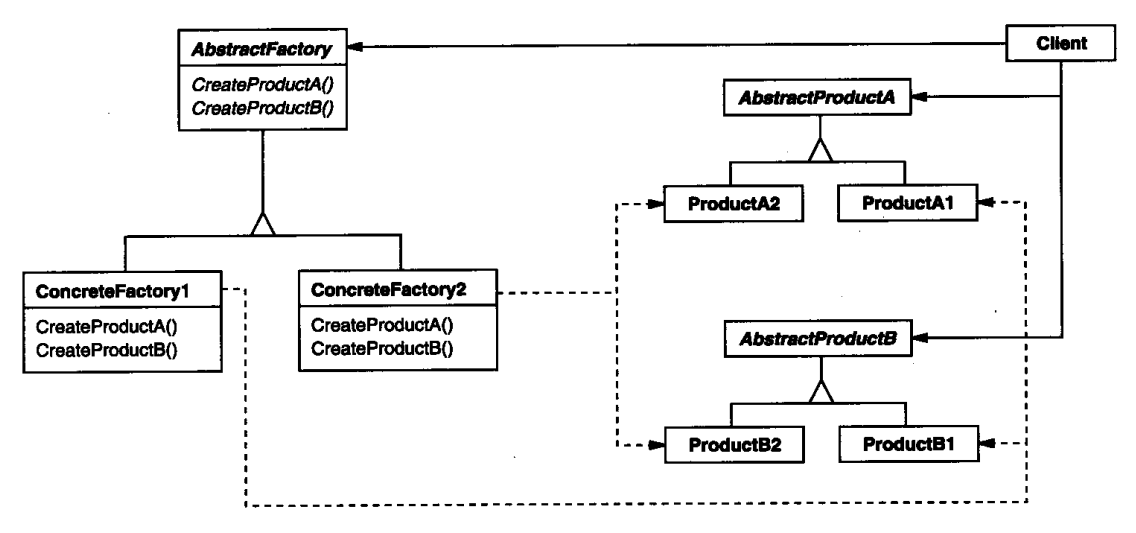 AbstractFactory
CreateProductA()
CreateProductB()
Client
AbstractProductA
ProductA2
ProductA1
ConcreteFactory1
CreateProductA()
CreateProductB()
ConcreteFactory2
CreateProductA()
CreateProductB()
AbstractProductB
ProductB2
ProductB1